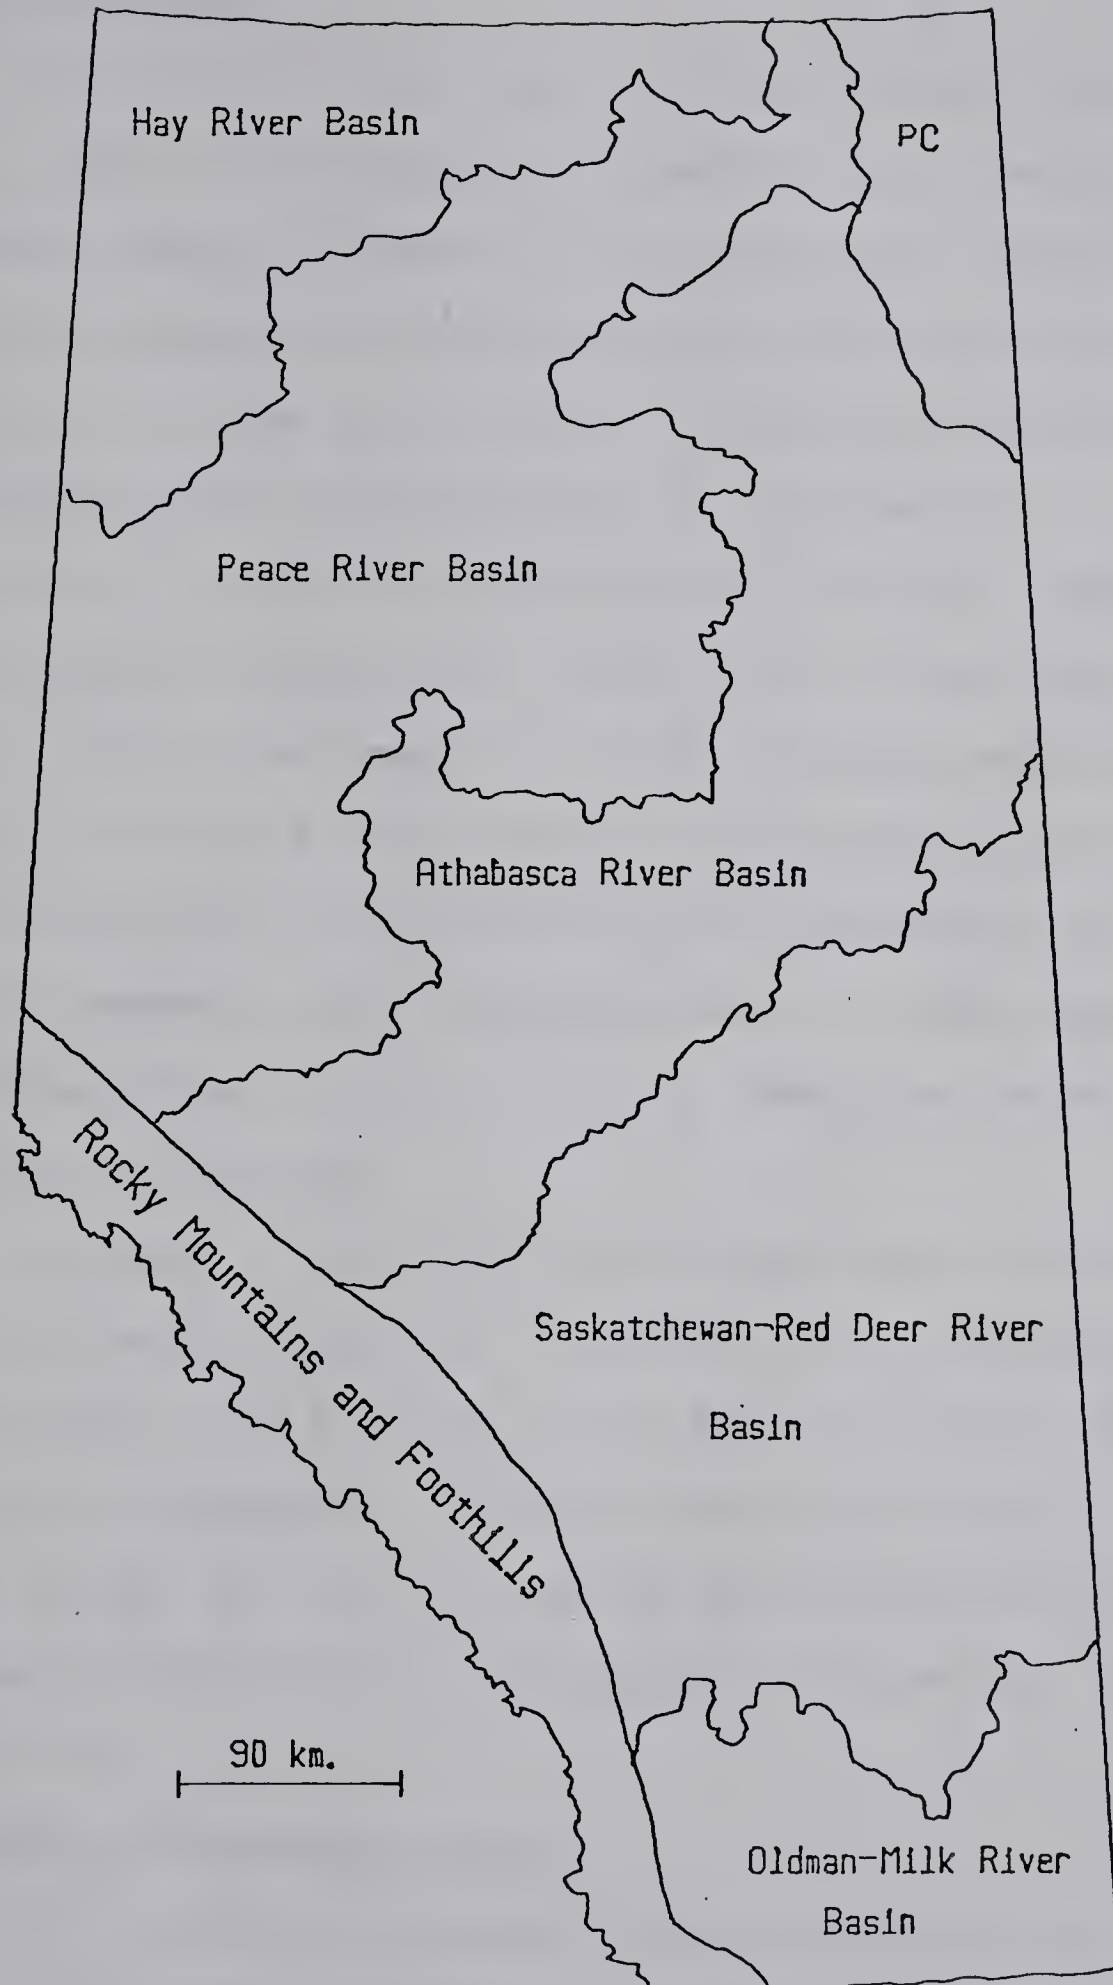 Hay River Basin
PC
Peace River Basin
Athabasca River Basin
Rocky Mountains and Foothills
Saskatchewan-Red Deer River
Basin
90 km.
Oldman-Milk River
Basin